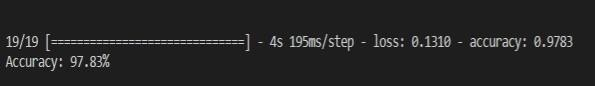 19/19 [==============================] - 4s 195ms/step - loss: 0.1310 - accuracy: 0.9783
Accuracy: 97.83%